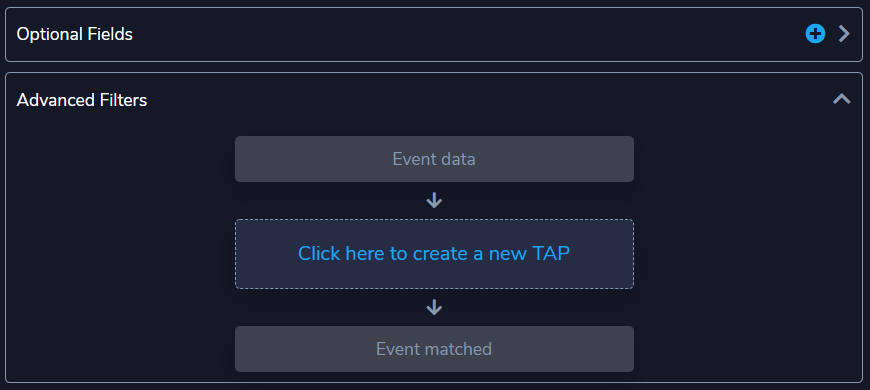 Optional Fields
Advanced Filters
Event data
Click here to create a new TAP
Event matched